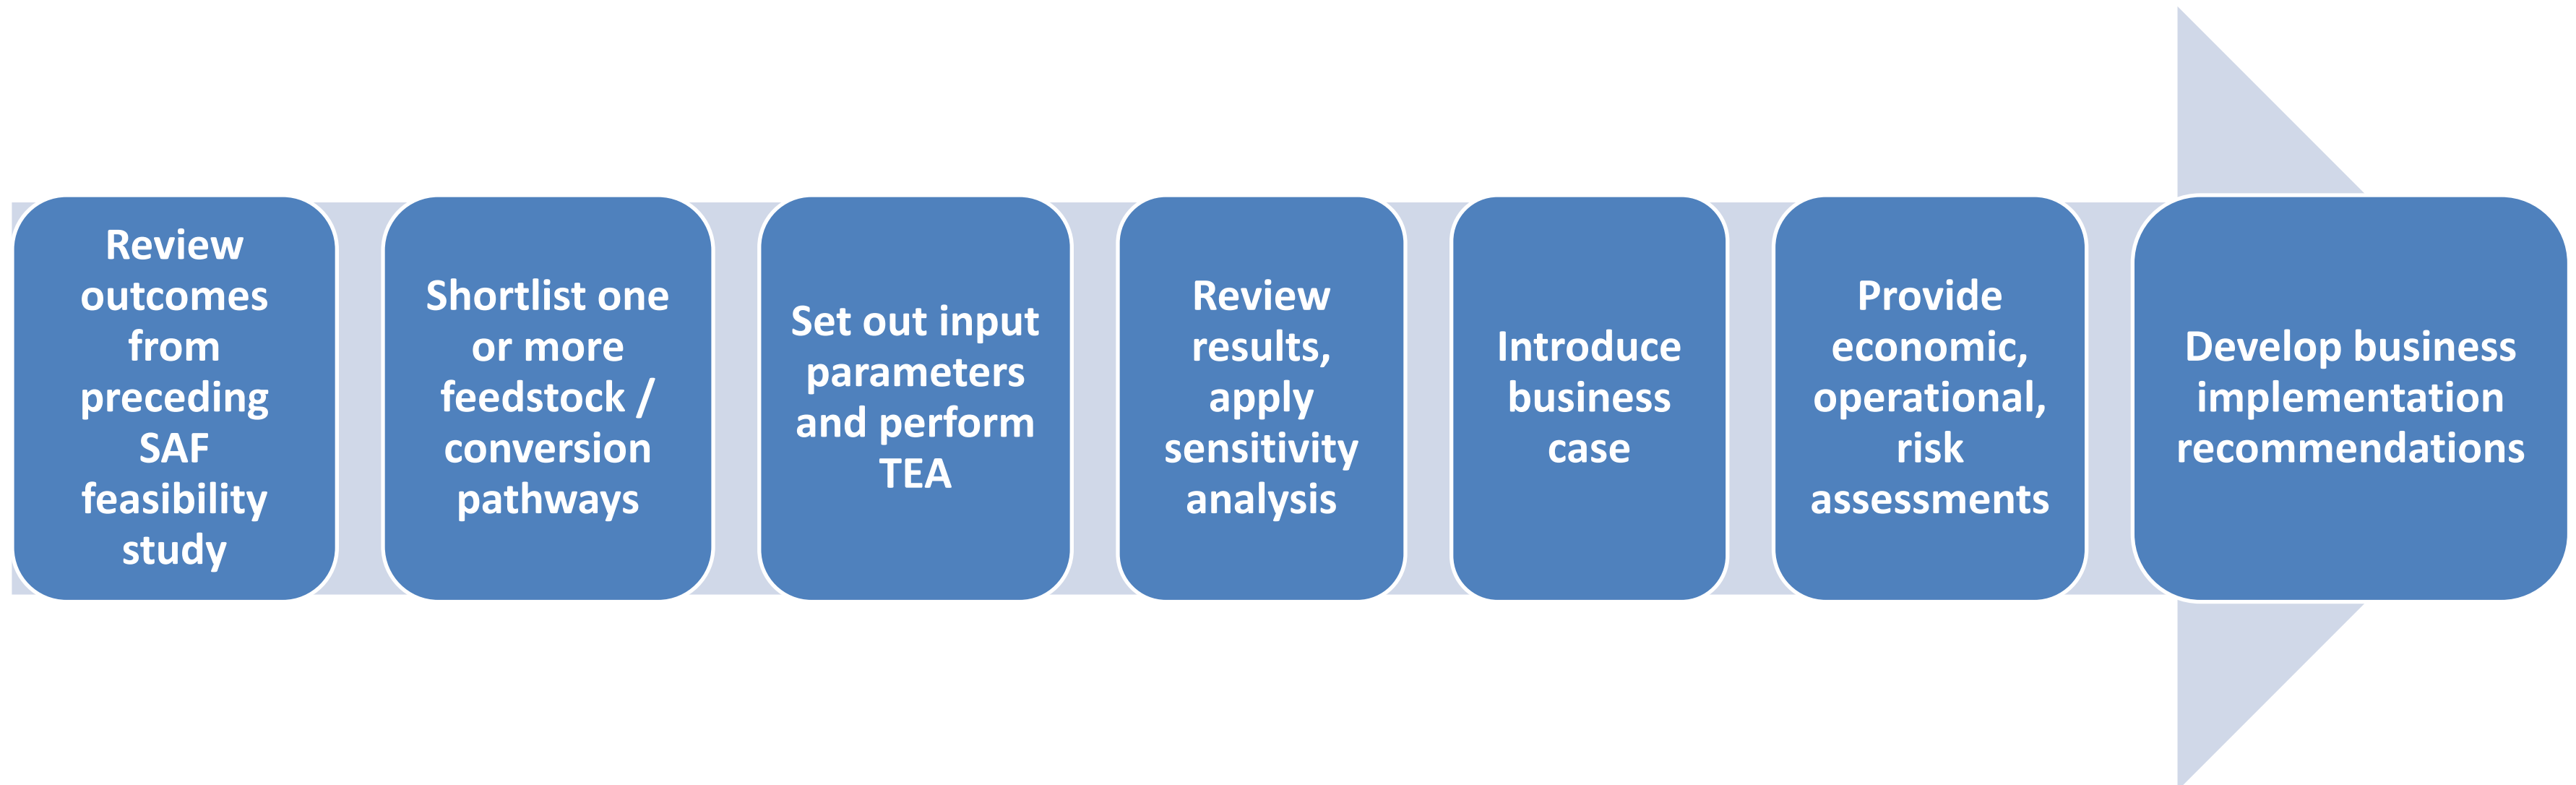 Review
outcomes
from
preceding
SAF
feasibility
study
Shortlist one
or more
feedstock /
conversion
pathways
Set out input
parameters
and perform
TEA
Review
results,
apply
sensitivity
analysis
Introduce
business
case
Provide
economic,
operational,
risk
assessments
Develop business
implementation
recommendations